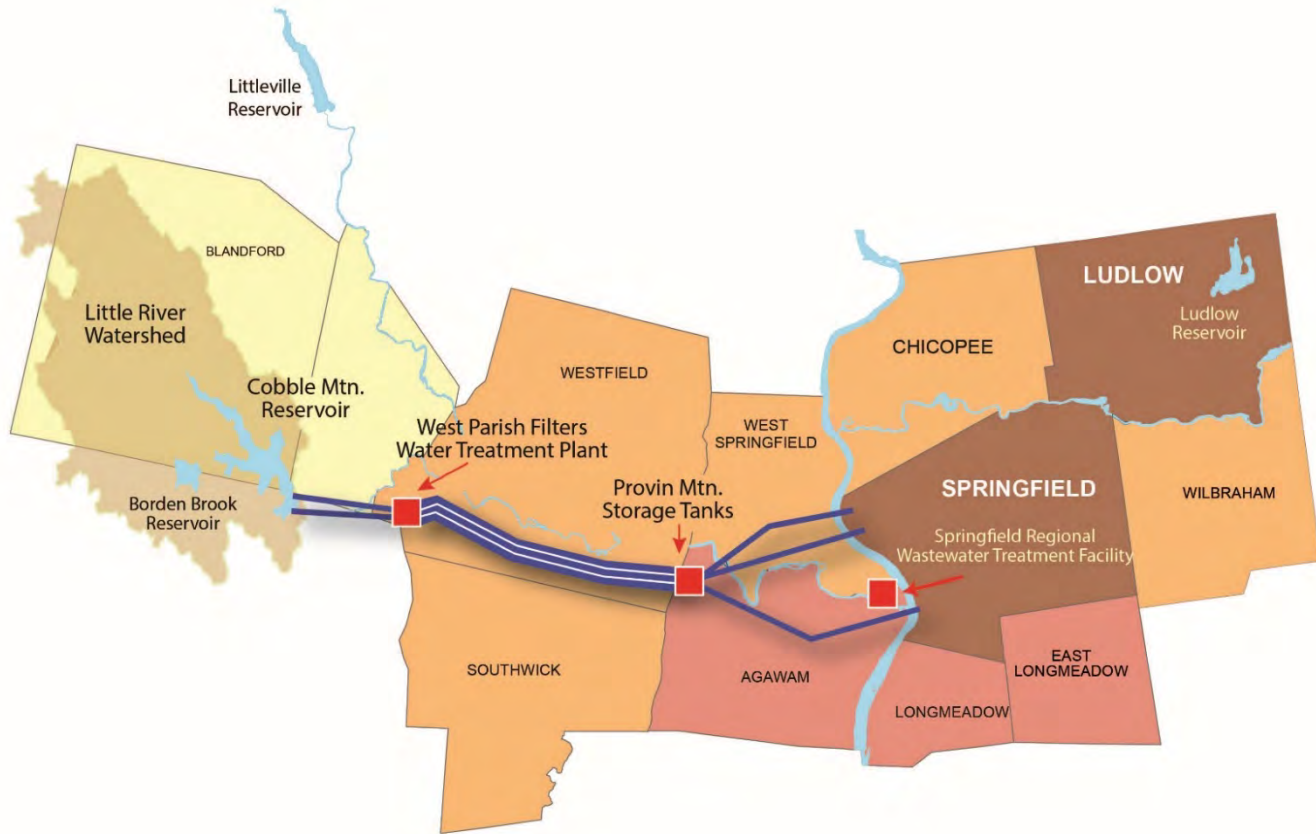 Littleville
Reservoir
BLANDFORD
Little River
Watershed
Cobble Mtn.
Reservoir
Borden Brook
Reservoir
West Parish Filters
Water Treatment Plant
WESTFIELD
WEST
SPRINGFIELD
Provin Mtn.
Storage Tanks
SOUTHWICK
AGAWAM
CHICOPEE
LUDLOW
Ludlow
Reservoir
SPRINGFIELD
Springfield Regional
Wastewater Treatment Facility
WILBRAHAM
LONGMEADOW
EAST
LONGMEADOW